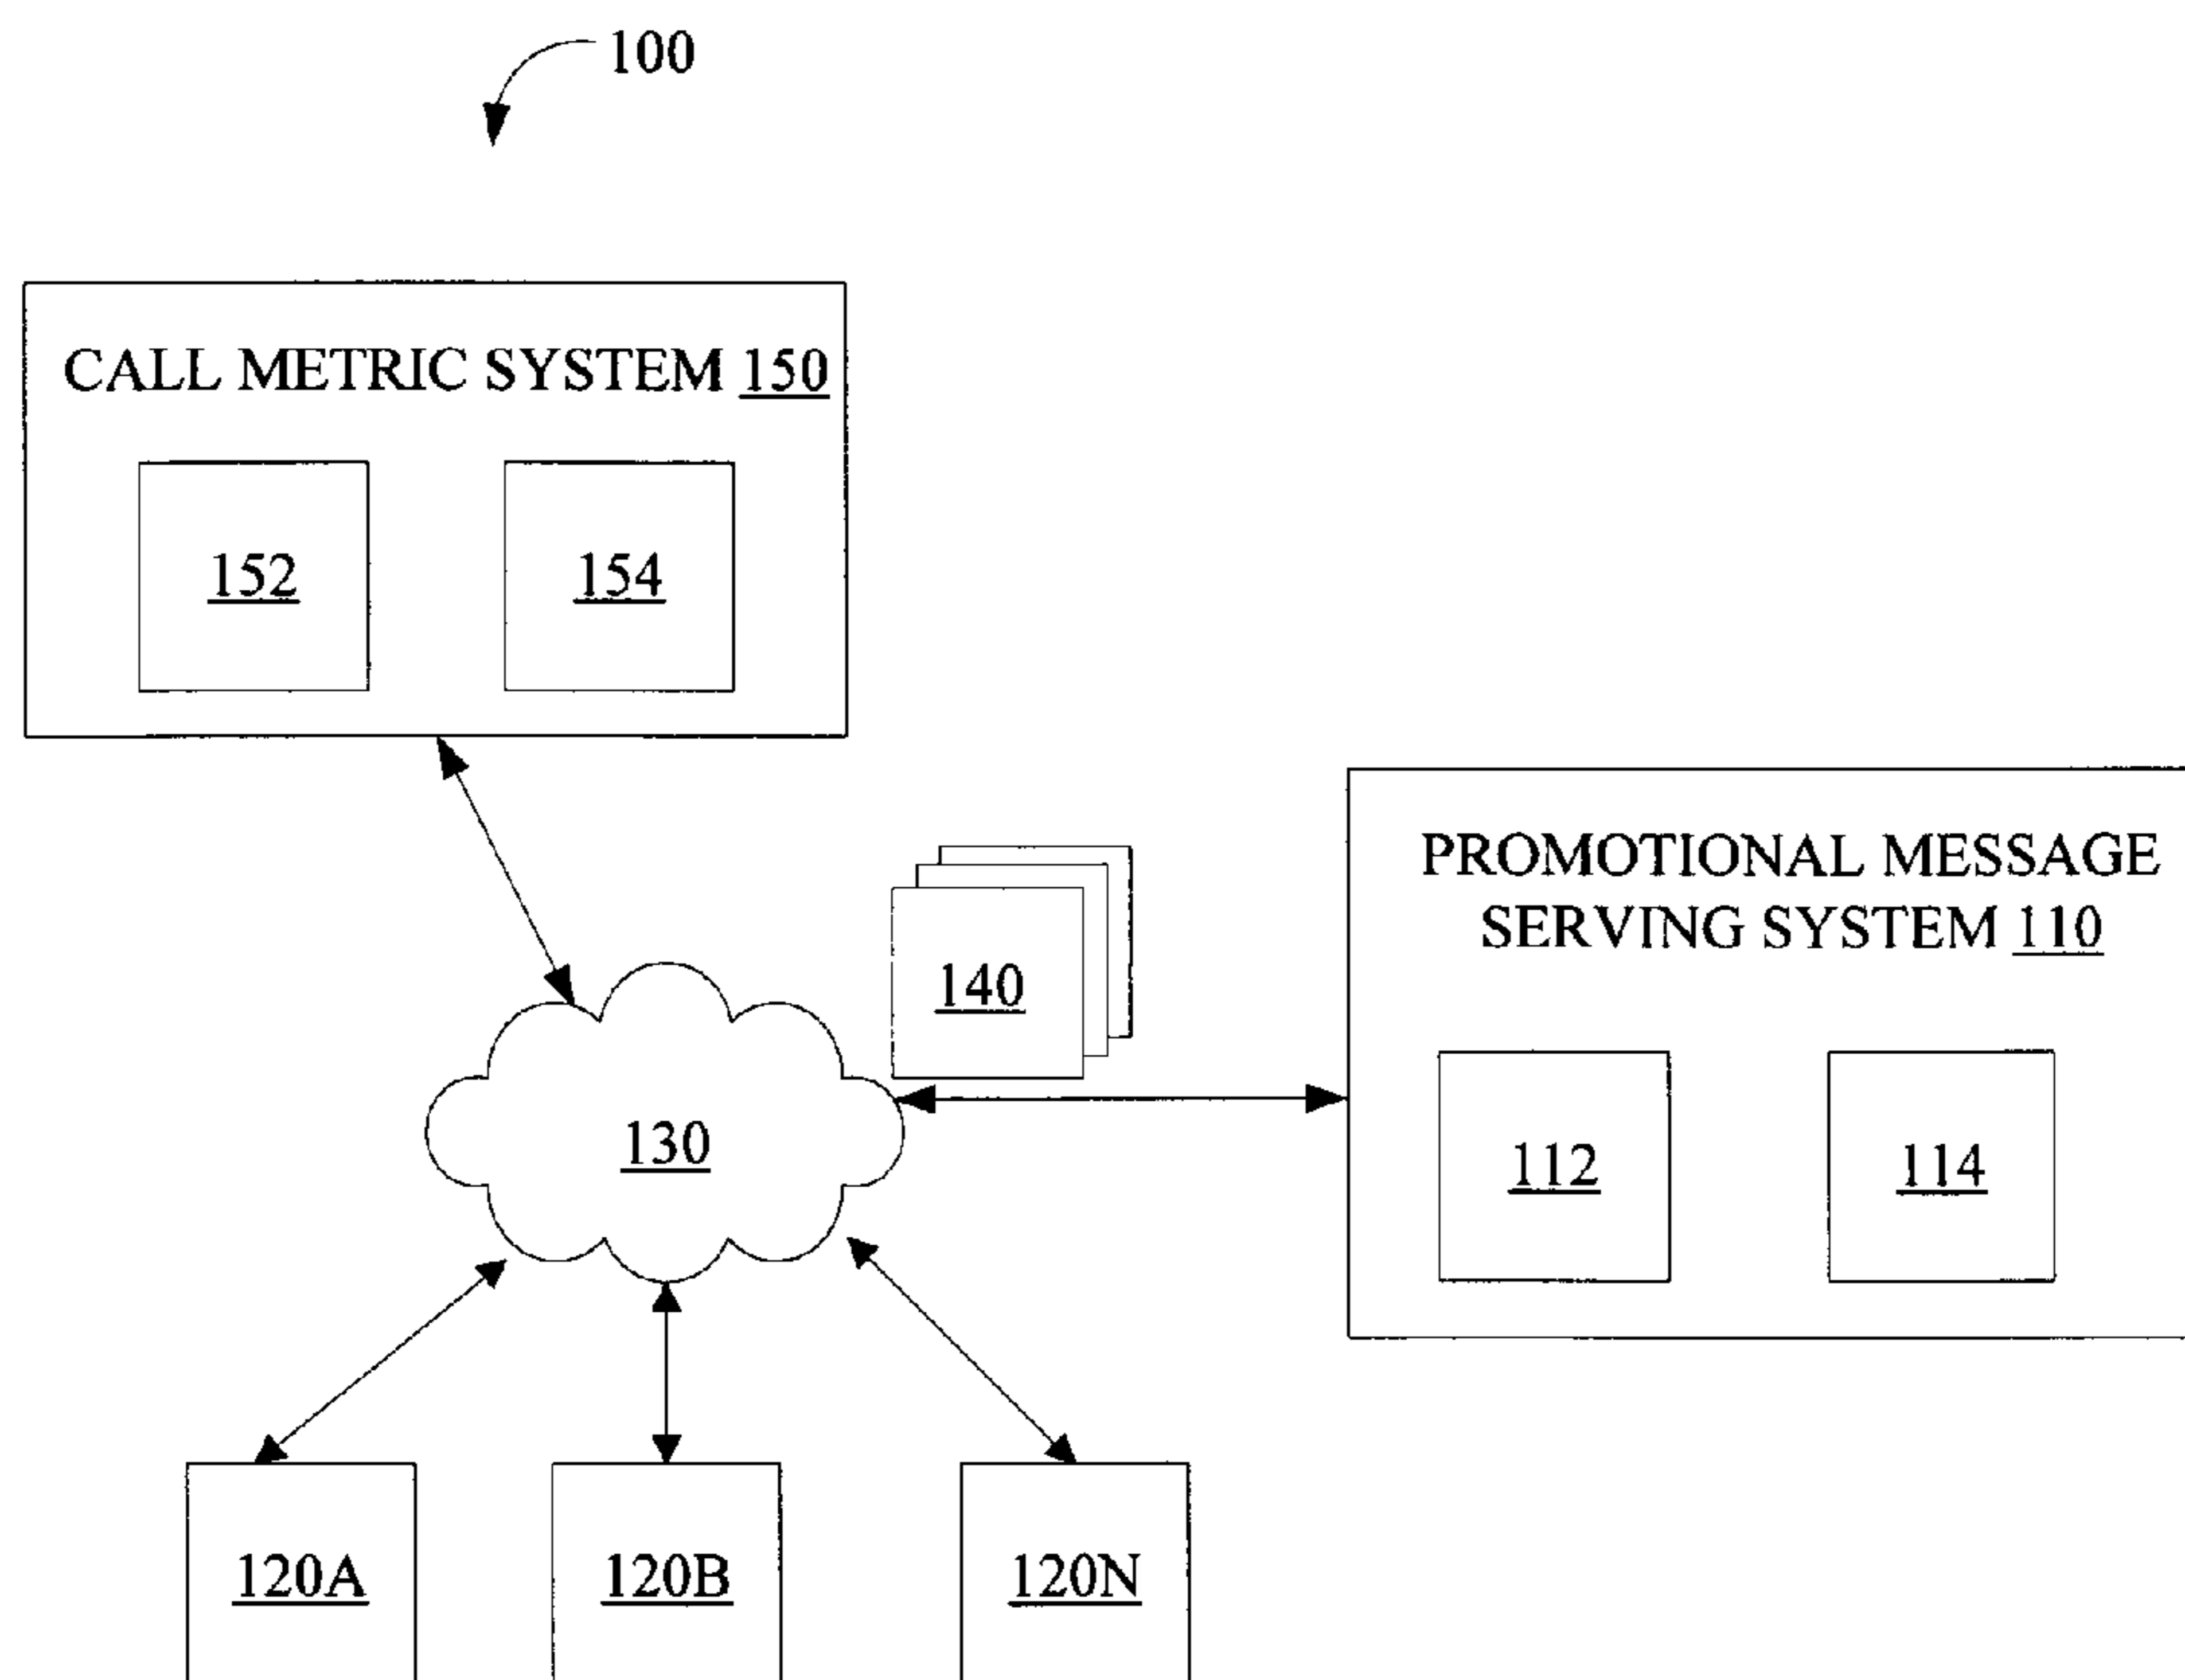 100
CALL METRIC SYSTEM 150
152 154
PROMOTIONAL MESSAGE
SERVING SYSTEM 110
140
130
112 114
120A 120B 120N